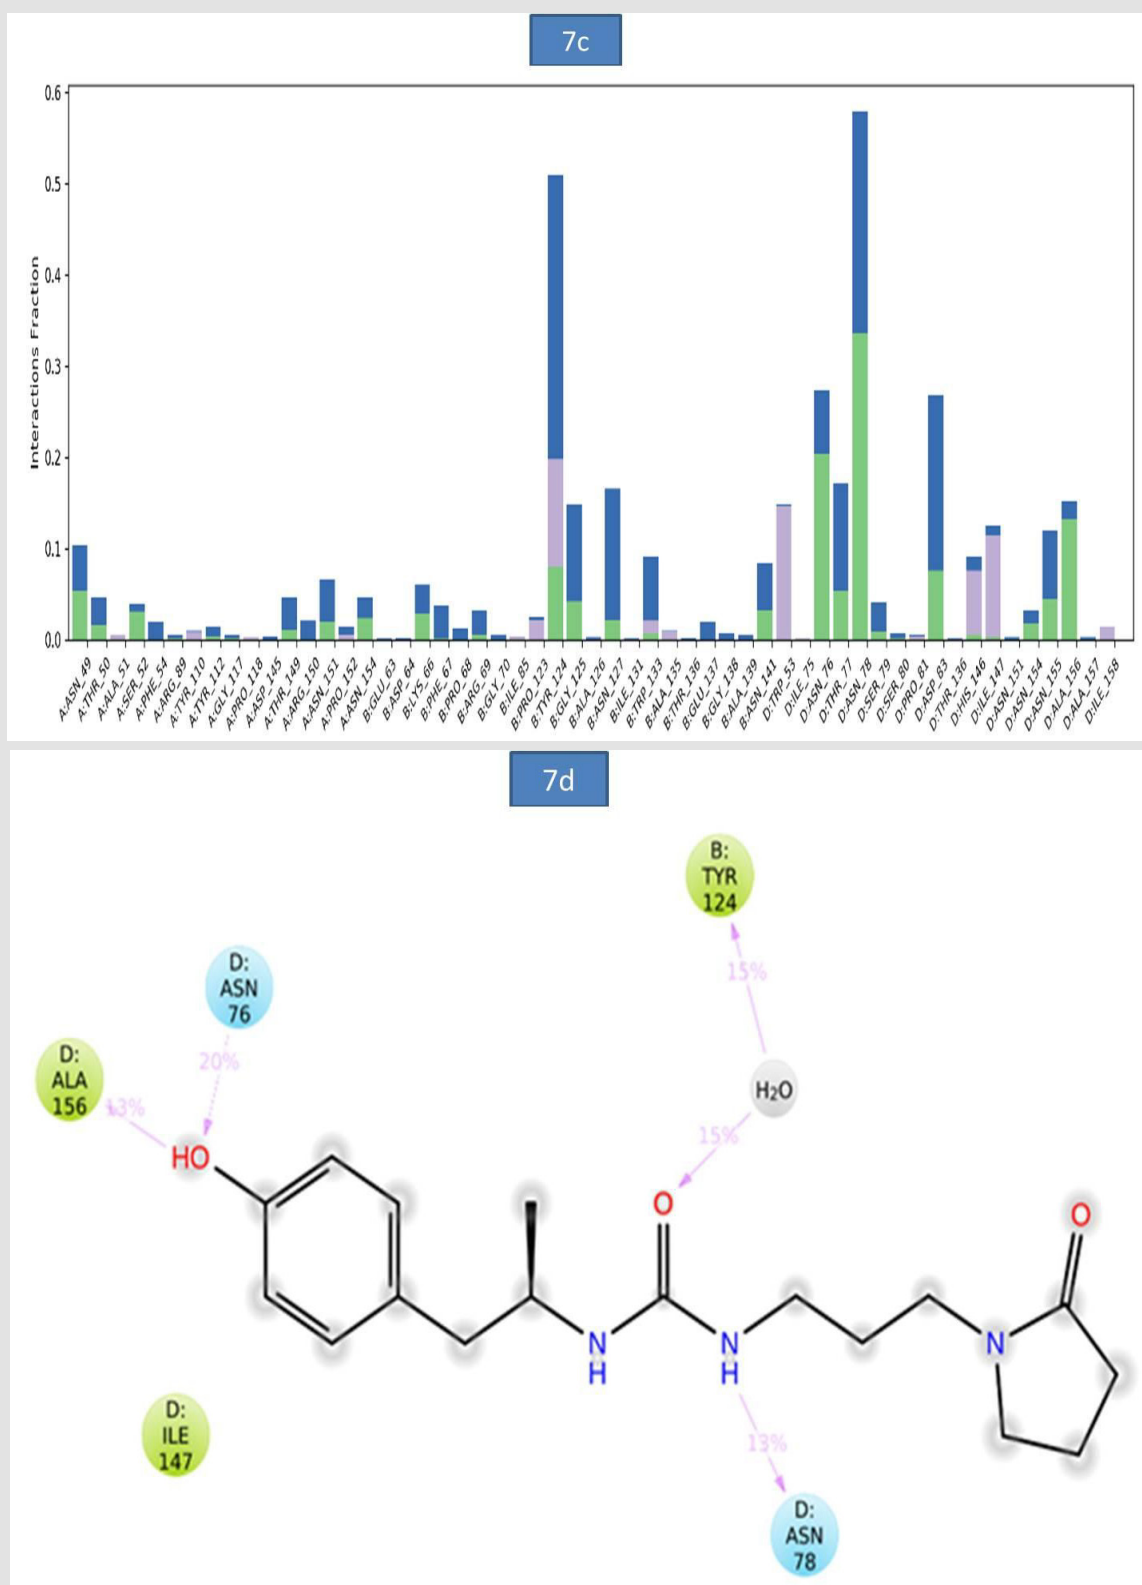 7c
0.6
0.5
0.4
0.3
0.2
0.1
0.0
Interactions Fraction
A:ASN_49
A:THR_50
A:ALA_51
A:SER_52
A:PHE_54
A:ARG_89
A:TYR_110
A:TYR_112
A:GLY_117
A:PRO_118
A:ASP_145
A:THR_149
A:ARG_150
A:ASN_151
A:PRO_152
A:ASN_154
B:GLU_63
B:ASP_64
B:LYS_66
B:PHE_67
B:PRO_68
B:ARG_69
B:GLY_70
B:ILE_85
B:PRO_123
B:TYR_124
B:GLY_125
B:ALA_126
B:ASN_127
B:ILE_131
B:TRP_133
B:ALA_135
B:THR_136
B:GLU_137
B:GLY_138
B:ALA_139
B:ASN_141
D:TRP_53
D:ILE_75
D:ASN_76
D:THR_77
D:ASN_78
D:SER_79
D:SER_80
D:PRO_81
D:ASP_83
D:THR_136
D:HIS_146
D:ILE_147
D:ASN_151
D:ASN_154
D:ASN_155
D:ALA_156
D:ALA_157
D:ILE_158
7d
B:
TYR
124
15%
D:
ASN
76
20%
D:
ALA
156
13%
H₂O
15%
HO
O
O
N
H
N
H
N
13%
D:
ILE
147
D:
ASN
78